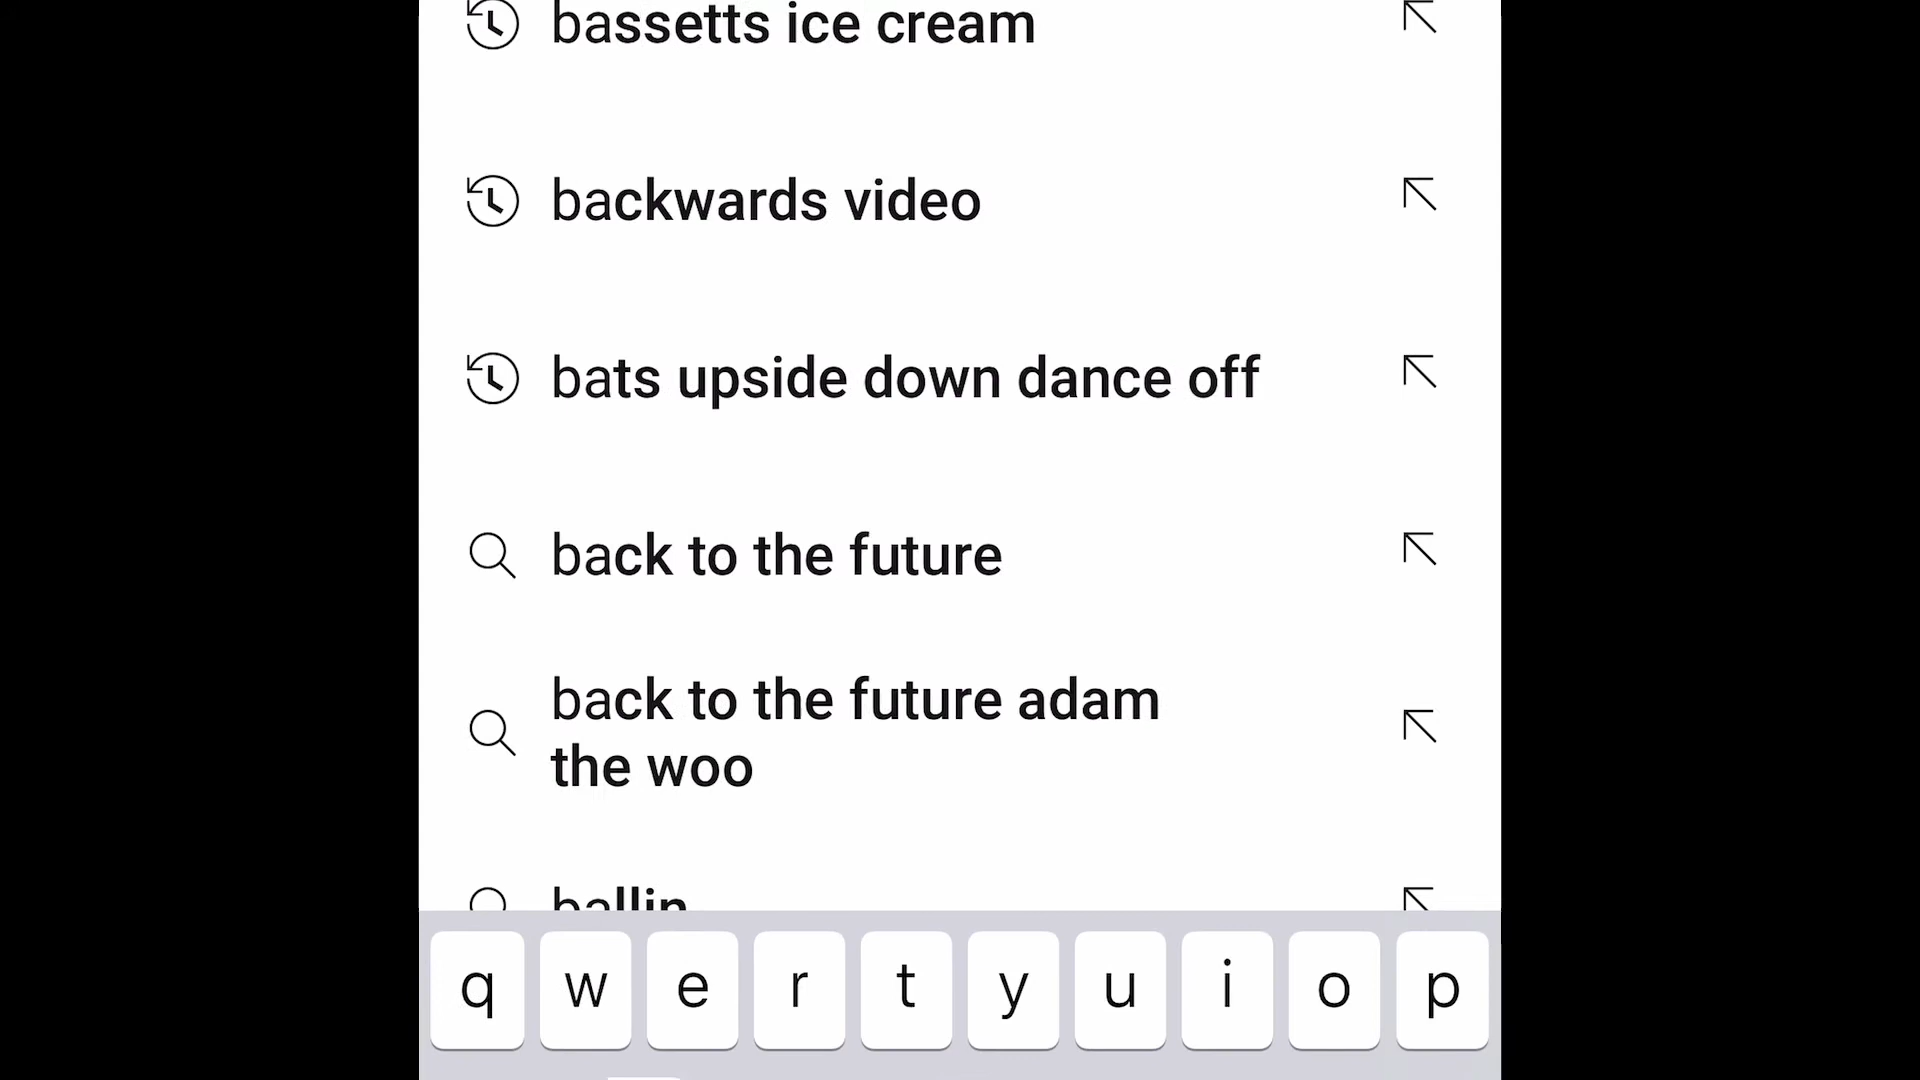 bassetts ice cream
backwards video
bats upside down dance off
back to the future
back to the future adam
the woo
ballin
q w e r t y u i o p